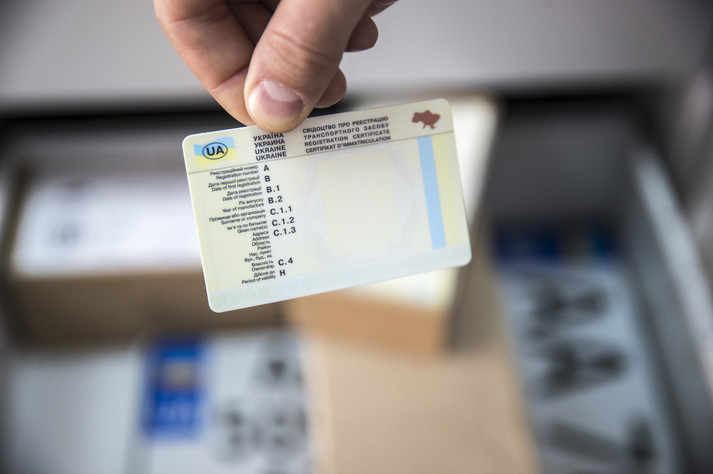 UA
УКРАЇНА
УКРАИНА
UKRAINE
UKRAINE
СВІДОЦТВО ПРО РЕЄСТРАЦІЮ
ТРАНСПОРТНОГО ЗАСОБУ
REGISTRATION CERTIFICATE
CERTIFICAT D'IMMATRICULATION
Реєстраційний номер A
Registration number
Дата першої реєстрації B
Date of first registration
Дата реєстрації B.1
Date of registration
Рік випуску B.2
Year of manufacture
Прізвище або організація C.1.1
Surname or company
Ім'я та по батькові C.1.2
Given name(s)
Адреса C.1.3
Address
Область
Район
Нас. пункт
Вул., буд., кв.
Власність C.4
Ownership
Дійсне до H
Period of validity